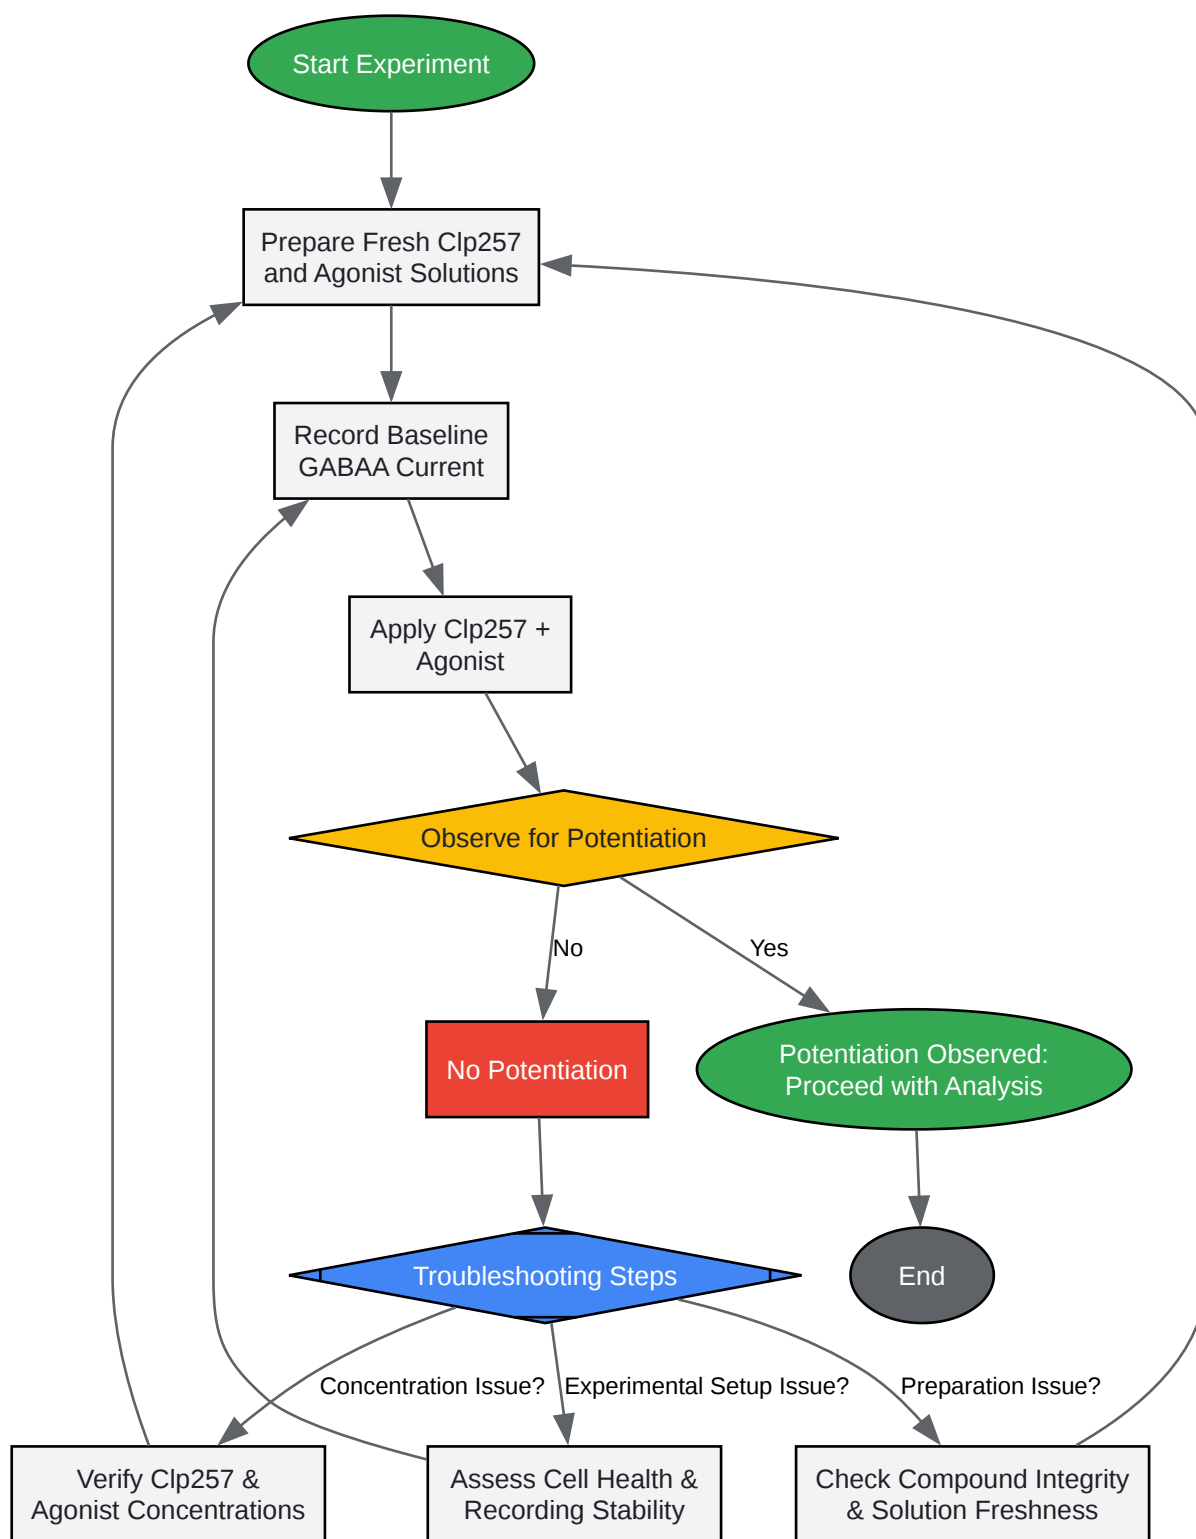 Start Experiment
Prepare Fresh Clp257
and Agonist Solutions
Record Baseline
GABAA Current
Apply Clp257 +
Agonist
Observe for Potentiation
No
Yes
No Potentiation
Potentiation Observed:
Proceed with Analysis
Troubleshooting Steps
End
Concentration Issue?
Experimental Setup Issue?
Preparation Issue?
Verify Clp257 &
Agonist Concentrations
Assess Cell Health &
Recording Stability
Check Compound Integrity
& Solution Freshness